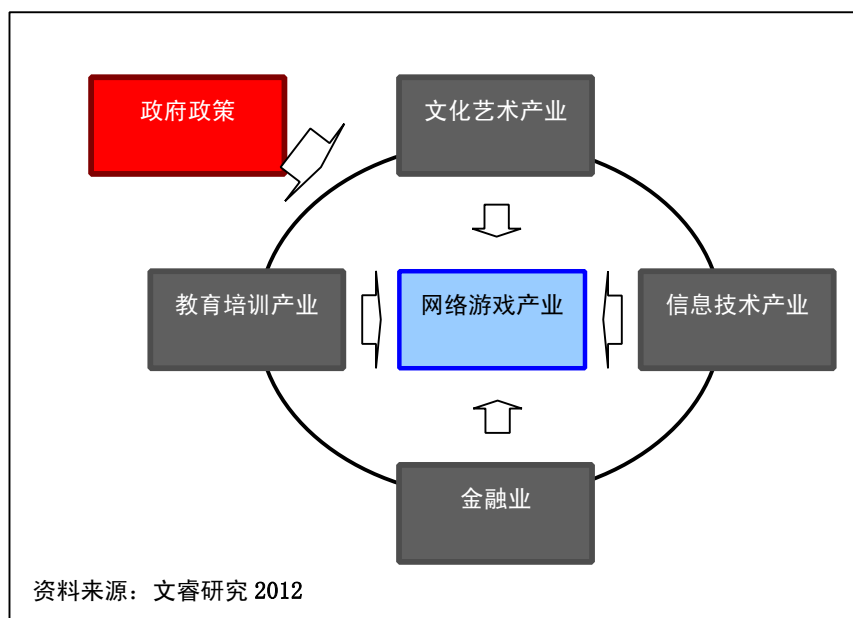 政府政策
文化艺术产业
教育培训产业
网络游戏产业
信息技术产业
金融业
资料来源：文睿研究 2012